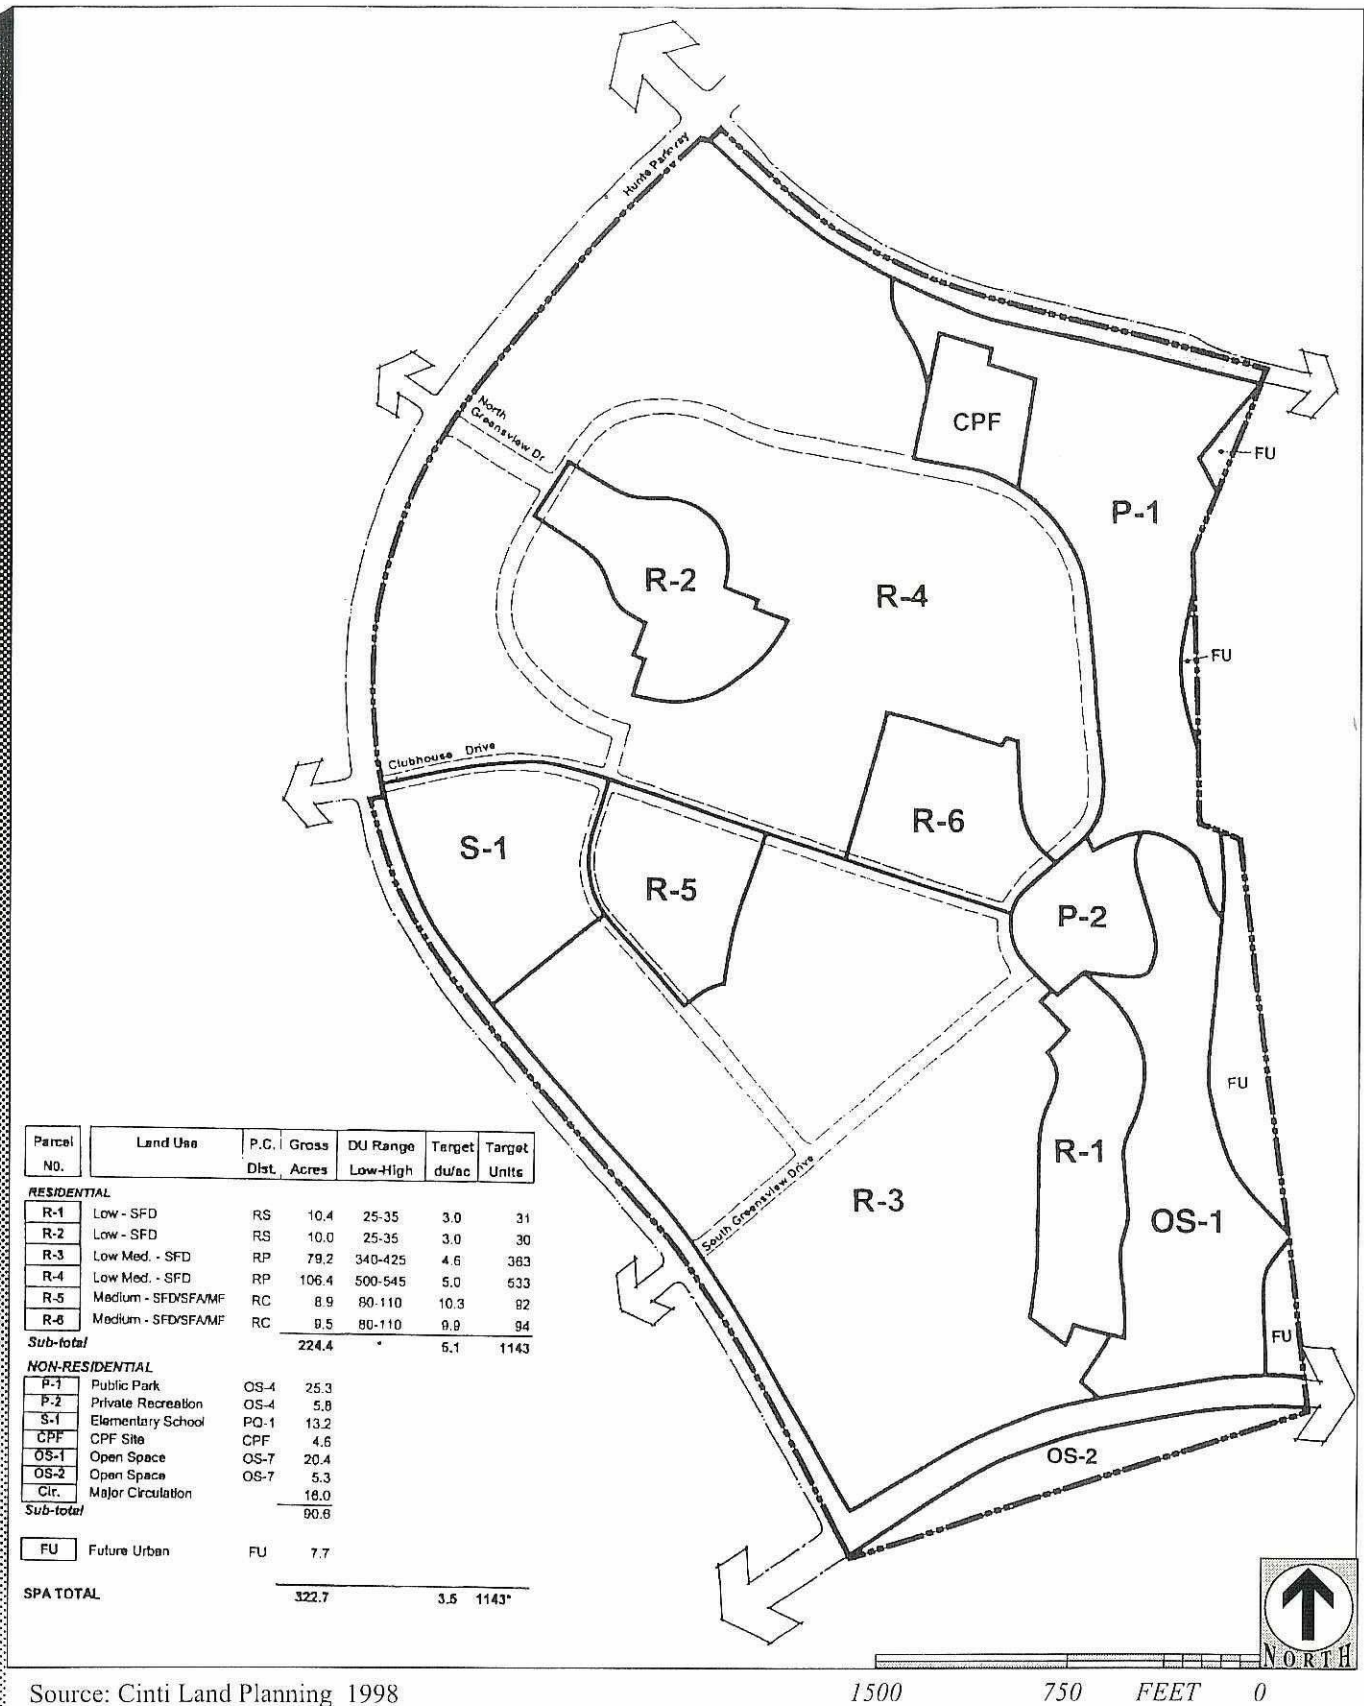 Hunte Parkway
North
Greensview Dr
CPF
FU
P-1
R-2
R-4
FU
Clubhouse Drive
R-6
S-1
R-5
P-2
FU
R-1
South Greensview Drive
R-3
OS-1
FU
OS-2
Parcel NO. Land Use P.C. Dist. Gross Acres DU Range Low-High Target du/ac Target Units
RESIDENTIAL
R-1 Low - SFD RS 10.4 25-35 3.0 31
R-2 Low - SFD RS 10.0 25-35 3.0 30
R-3 Low Med. - SFD RP 79.2 340-425 4.6 363
R-4 Low Med. - SFD RP 106.4 500-545 5.0 533
R-5 Medium - SFD/SFA/MF RC 8.9 80-110 10.3 92
R-6 Medium - SFD/SFA/MF RC 9.5 80-110 9.9 94
Sub-total 224.4 * 5.1 1143
NON-RESIDENTIAL
P-1 Public Park OS-4 25.3
P-2 Private Recreation OS-4 5.8
S-1 Elementary School PQ-1 13.2
CPF CPF Site CPF 4.6
OS-1 Open Space OS-7 20.4
OS-2 Open Space OS-7 5.3
Cir. Major Circulation 16.0
Sub-total 90.6
FU Future Urban FU 7.7
SPA TOTAL 322.7 3.5 1143*
NORTH
1500 750 FEET 0
Source: Cinti Land Planning 1998